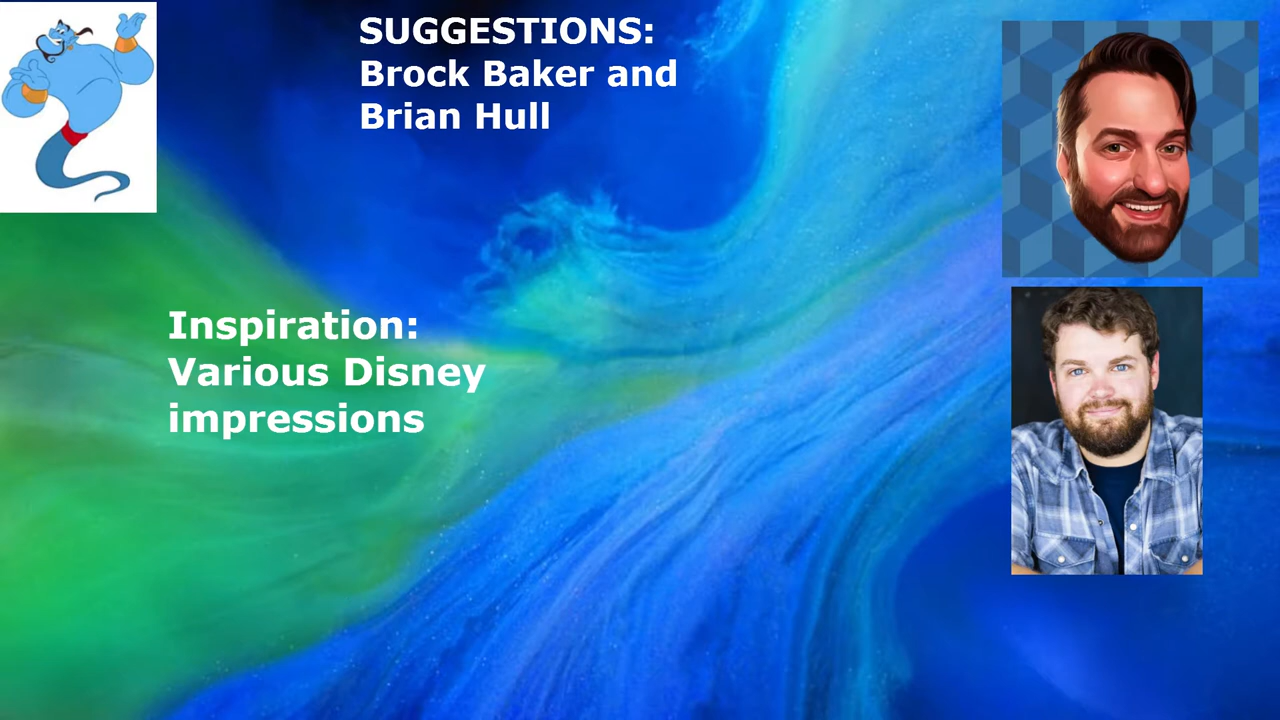 SUGGESTIONS:
Brock Baker and
Brian Hull
Inspiration:
Various Disney
impressions